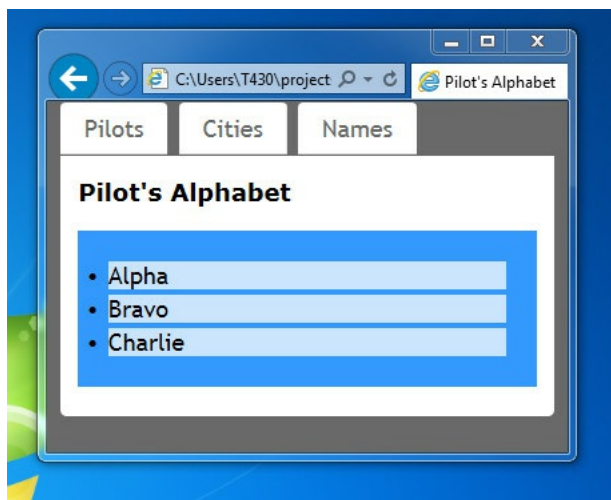 C:\Users\T430\project
Pilot's Alphabet
Pilots Cities Names
Pilot's Alphabet
• Alpha
• Bravo
• Charlie